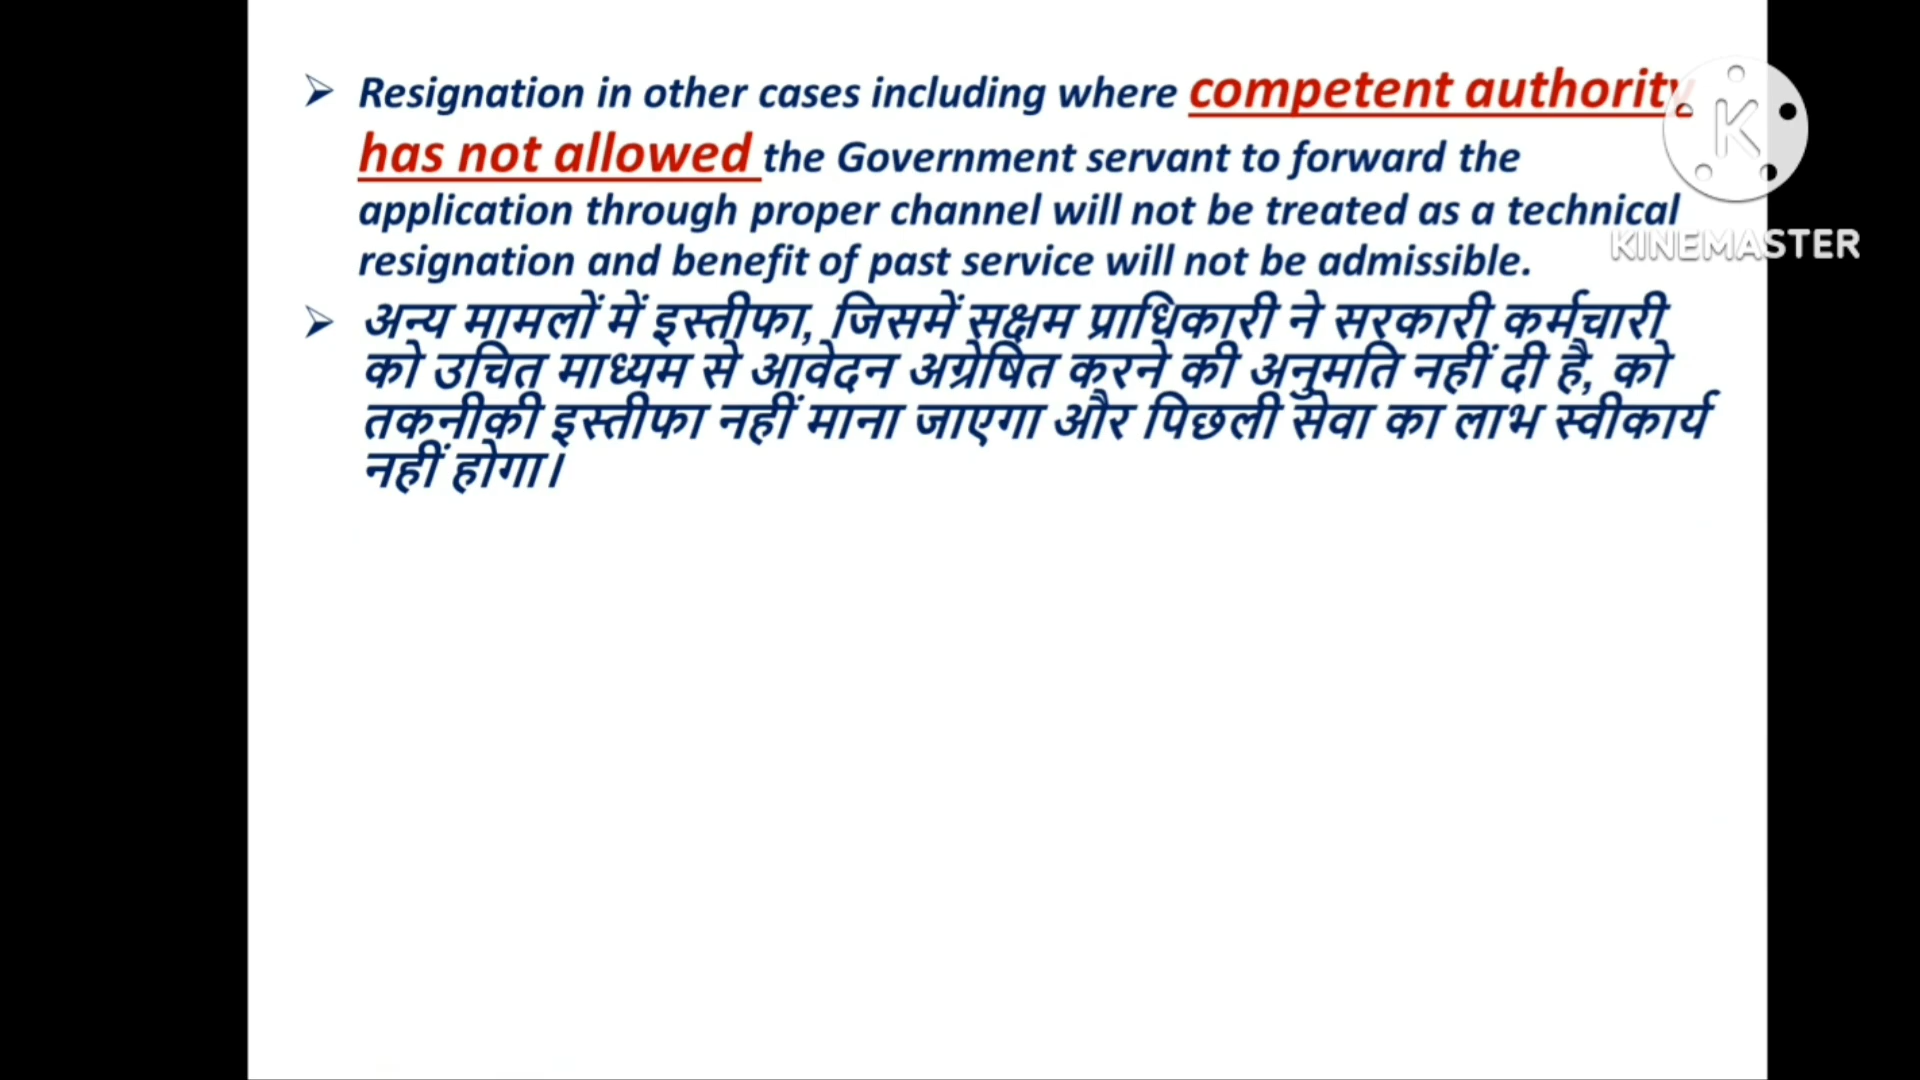 Resignation in other cases including where competent authority
has not allowed the Government servant to forward the
application through proper channel will not be treated as a technical
resignation and benefit of past service will not be admissible.
अन्य मामलों में इस्तीफा, जिसमें सक्षम प्राधिकारी ने सरकारी कर्मचारी
को उचित माध्यम से आवेदन अग्रेषित करने की अनुमति नहीं दी है, को
तकनीकी इस्तीफा नहीं माना जाएगा और पिछली सेवा का लाभ स्वीकार्य
नहीं होगा।
K
KINEMASTER